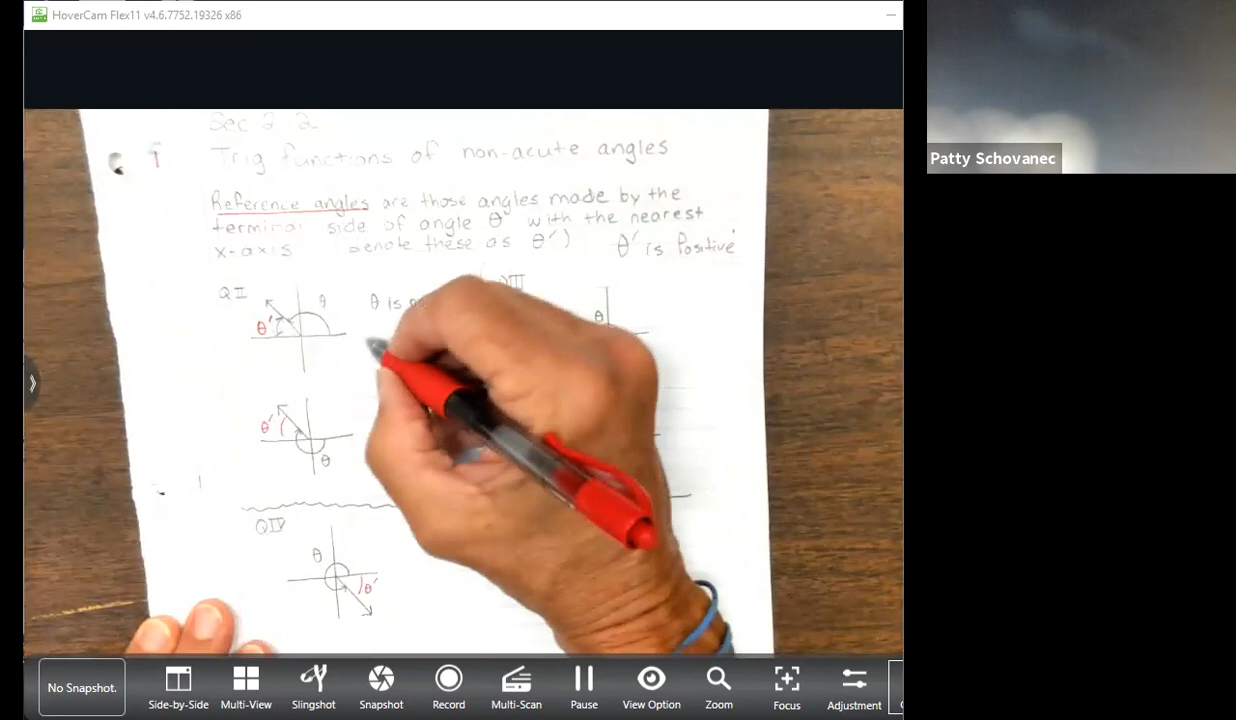 HoverCam Flex11 v4.6.7752.19326 x86
Patty Schovanec
Sec 2.2
Trig functions of non-acute angles
Reference angles are those angles made by the
terminal side of angle θ with the nearest
x-axis denote these as θ′) θ′ is Positive
QII
θ′
θ is
θ
θ′
θ
QIV
θ
θ′
No Snapshot.
Side-by-Side
Multi-View
Slingshot
Snapshot
Record
Multi-Scan
Pause
View Option
Zoom
Focus
Adjustment